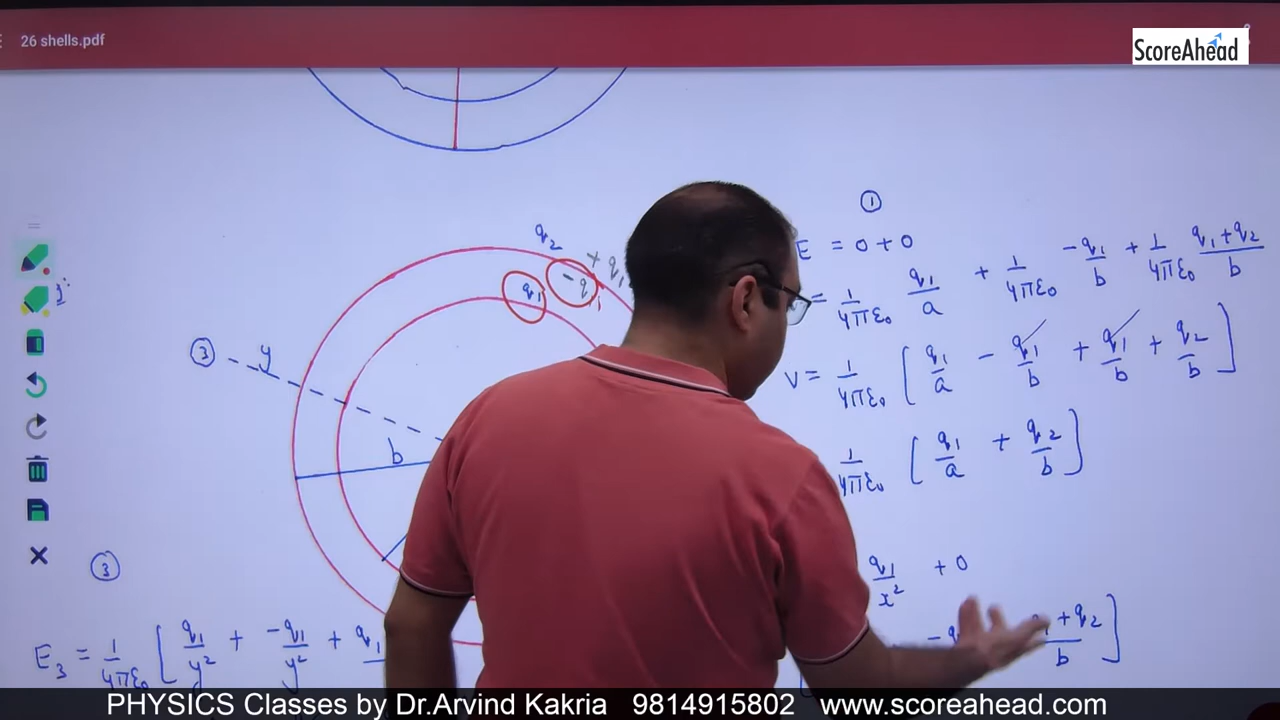 26 shells.pdf
ScoreAhead
①
E = 0 + 0
= 1/4πε₀ q₁/a + 1/4πε₀ -q₁/b + 1/4πε₀ q₁+q₂/b
V = 1/4πε₀ [ q₁/a - q₁/b + q₁/b + q₂/b ]
1/4πε₀ [ q₁/a + q₂/b ]
q₂
+ q₁
q₁
- q₁
③
y
b
q₁/x² + 0
+ q₂/b ]
③
E₃ = 1/4πε₀ [ q₁/y² + -q₁/y² + q₁
PHYSICS Classes by Dr.Arvind Kakria 9814915802 www.scoreahead.com